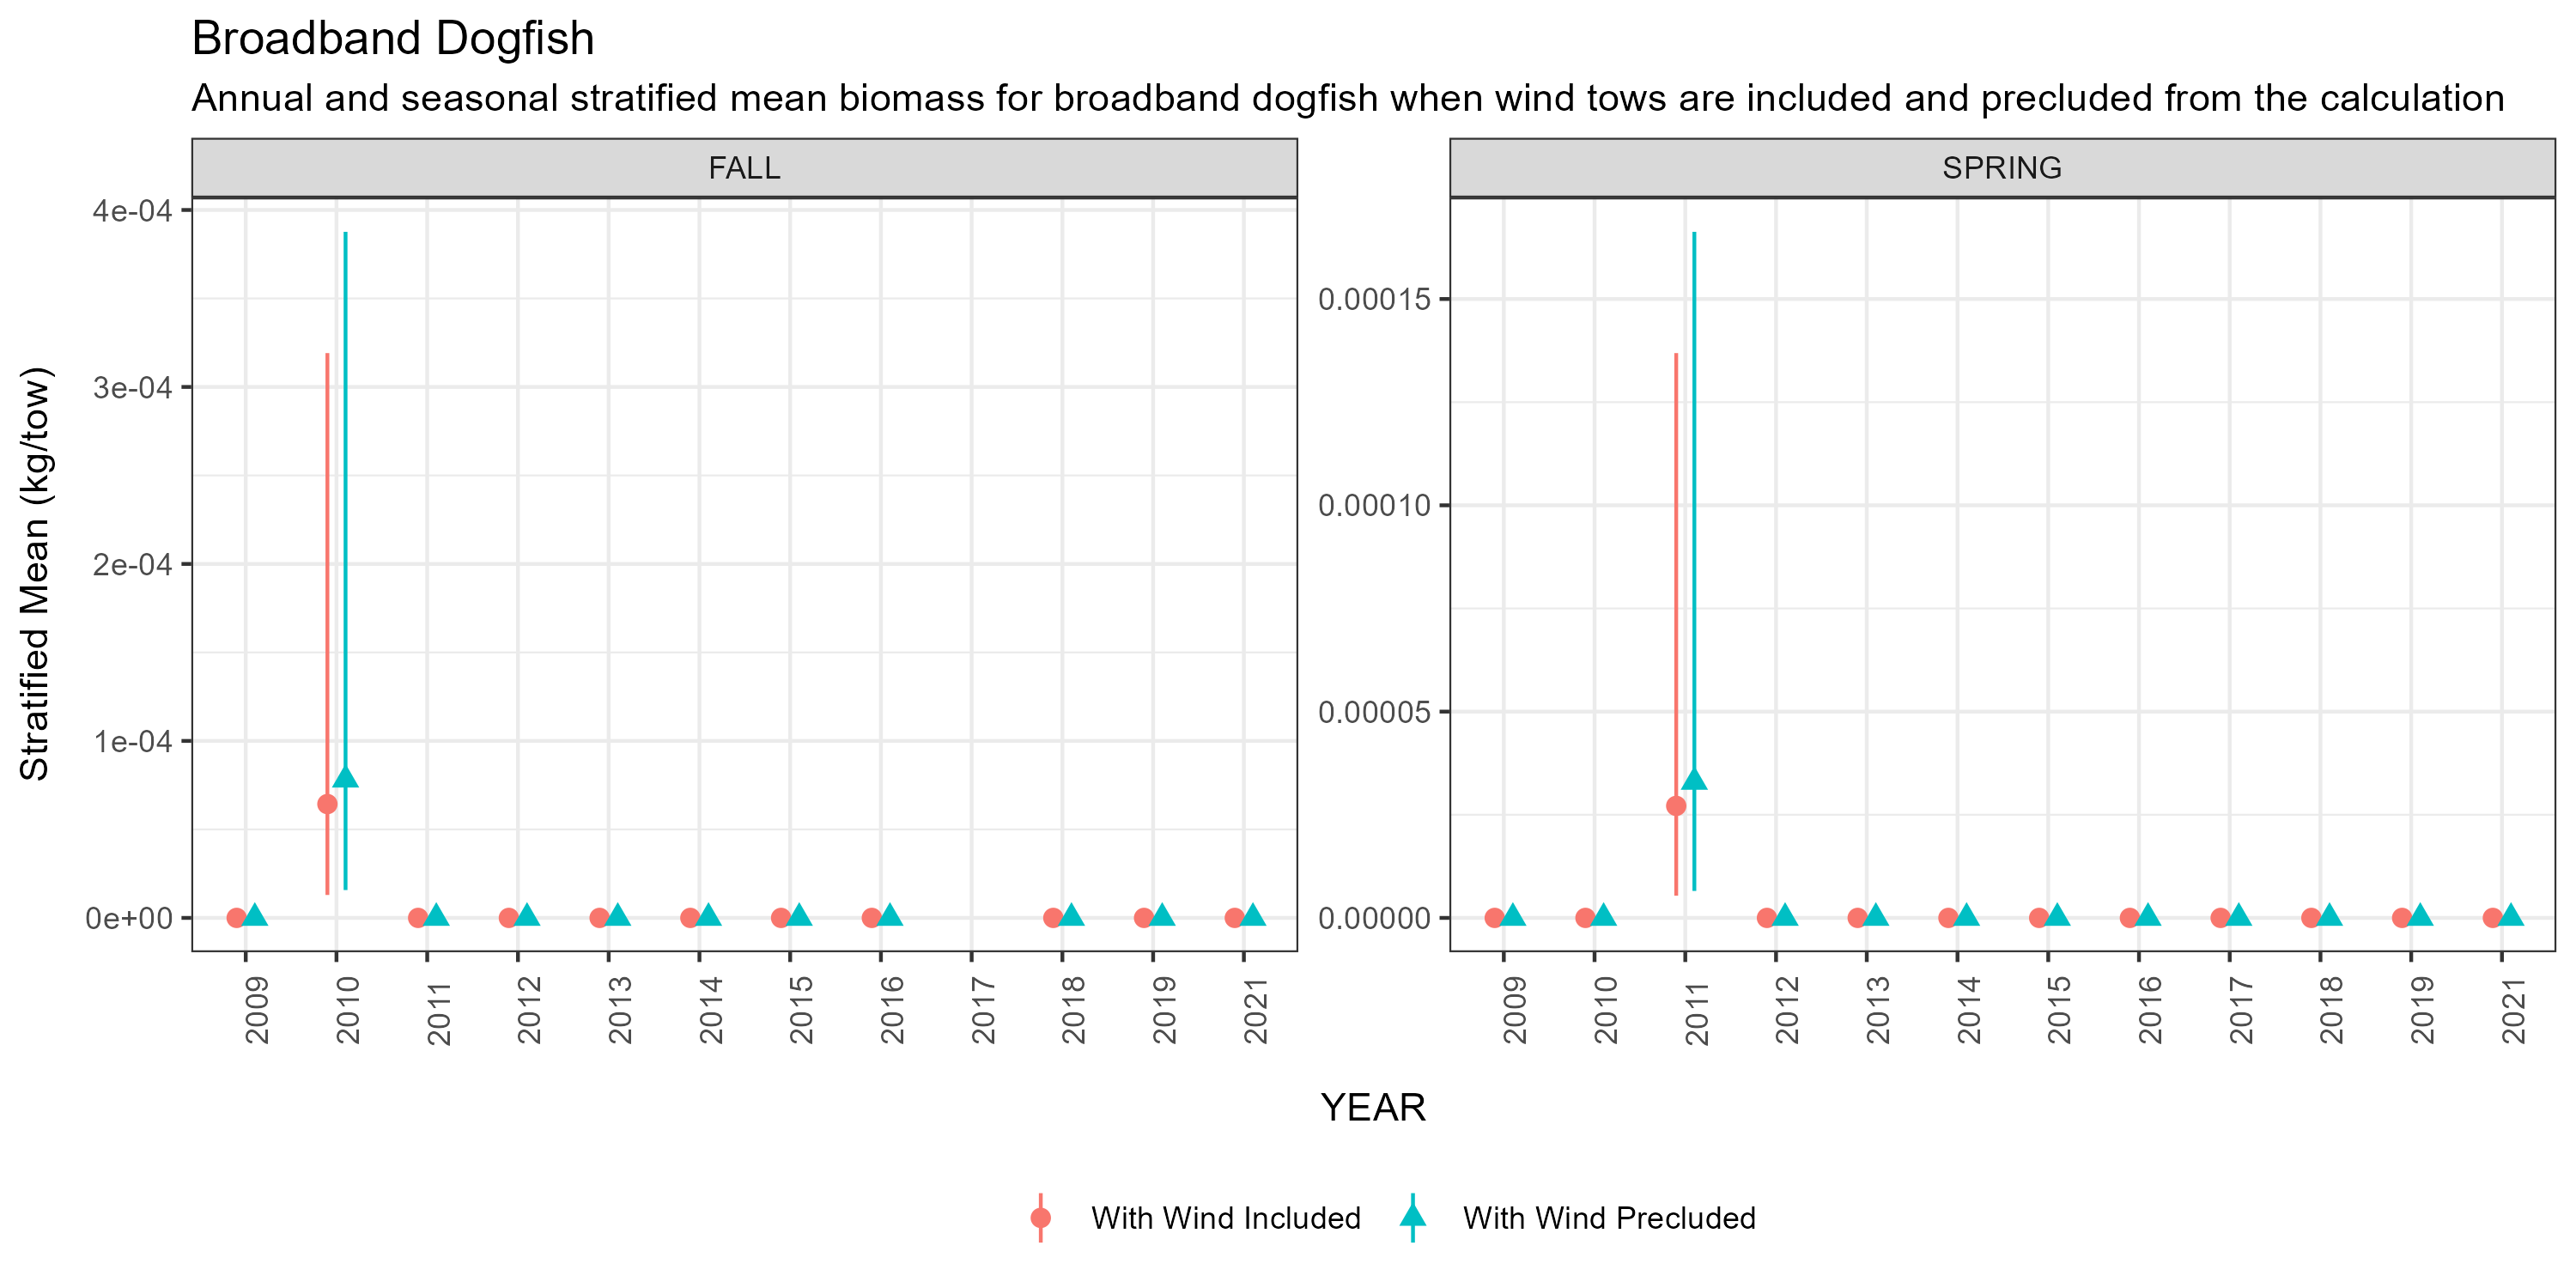 Broadband Dogfish
Annual and seasonal stratified mean biomass for broadband dogfish when wind tows are included and precluded from the calculation
FALL
SPRING
Stratified Mean (kg/tow)
4e-04
3e-04
2e-04
1e-04
0e+00
0.00015
0.00010
0.00005
0.00000
2009 2010 2011 2012 2013 2014 2015 2016 2017 2018 2019 2021
2009 2010 2011 2012 2013 2014 2015 2016 2017 2018 2019 2021
YEAR
With Wind Included
With Wind Precluded